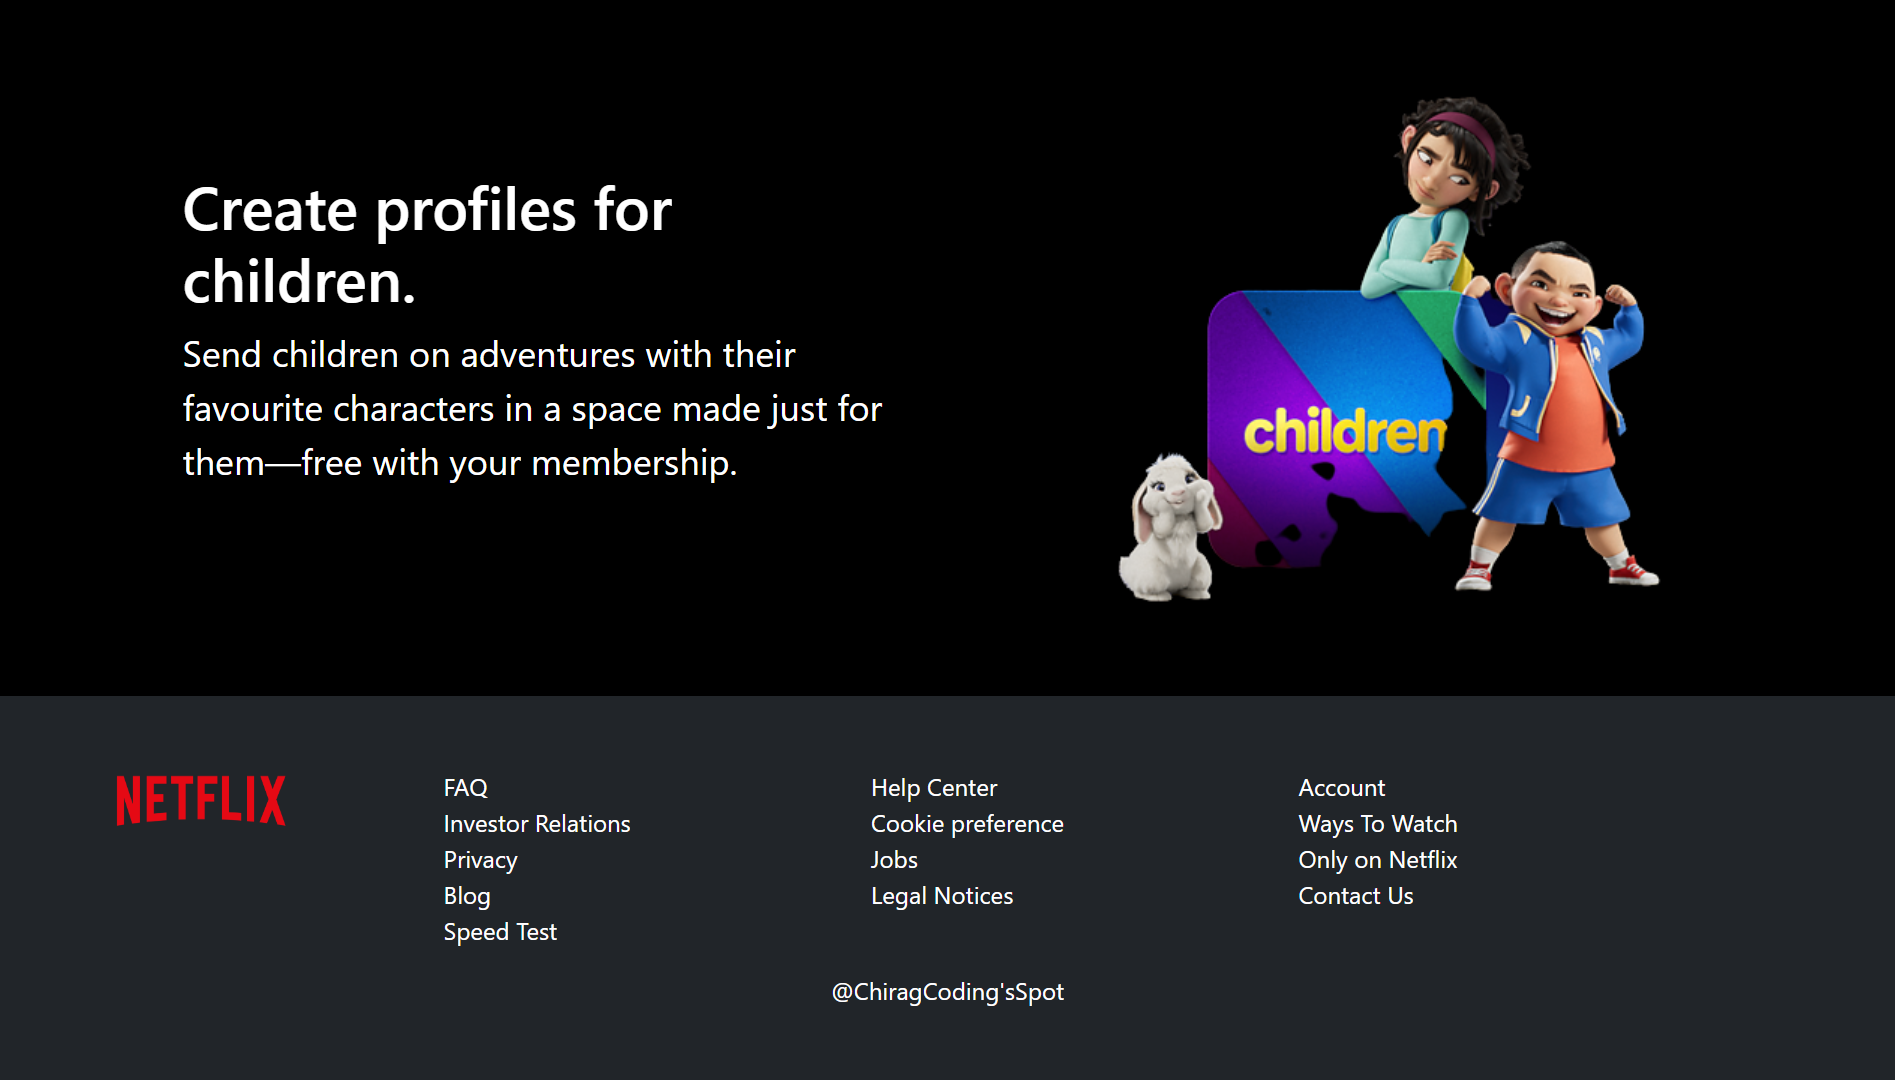 Create profiles for
children.
Send children on adventures with their
favourite characters in a space made just for
them—free with your membership.
children
NETFLIX
FAQ
Investor Relations
Privacy
Blog
Speed Test
Help Center
Cookie preference
Jobs
Legal Notices
Account
Ways To Watch
Only on Netflix
Contact Us
@ChiragCoding'sSpot